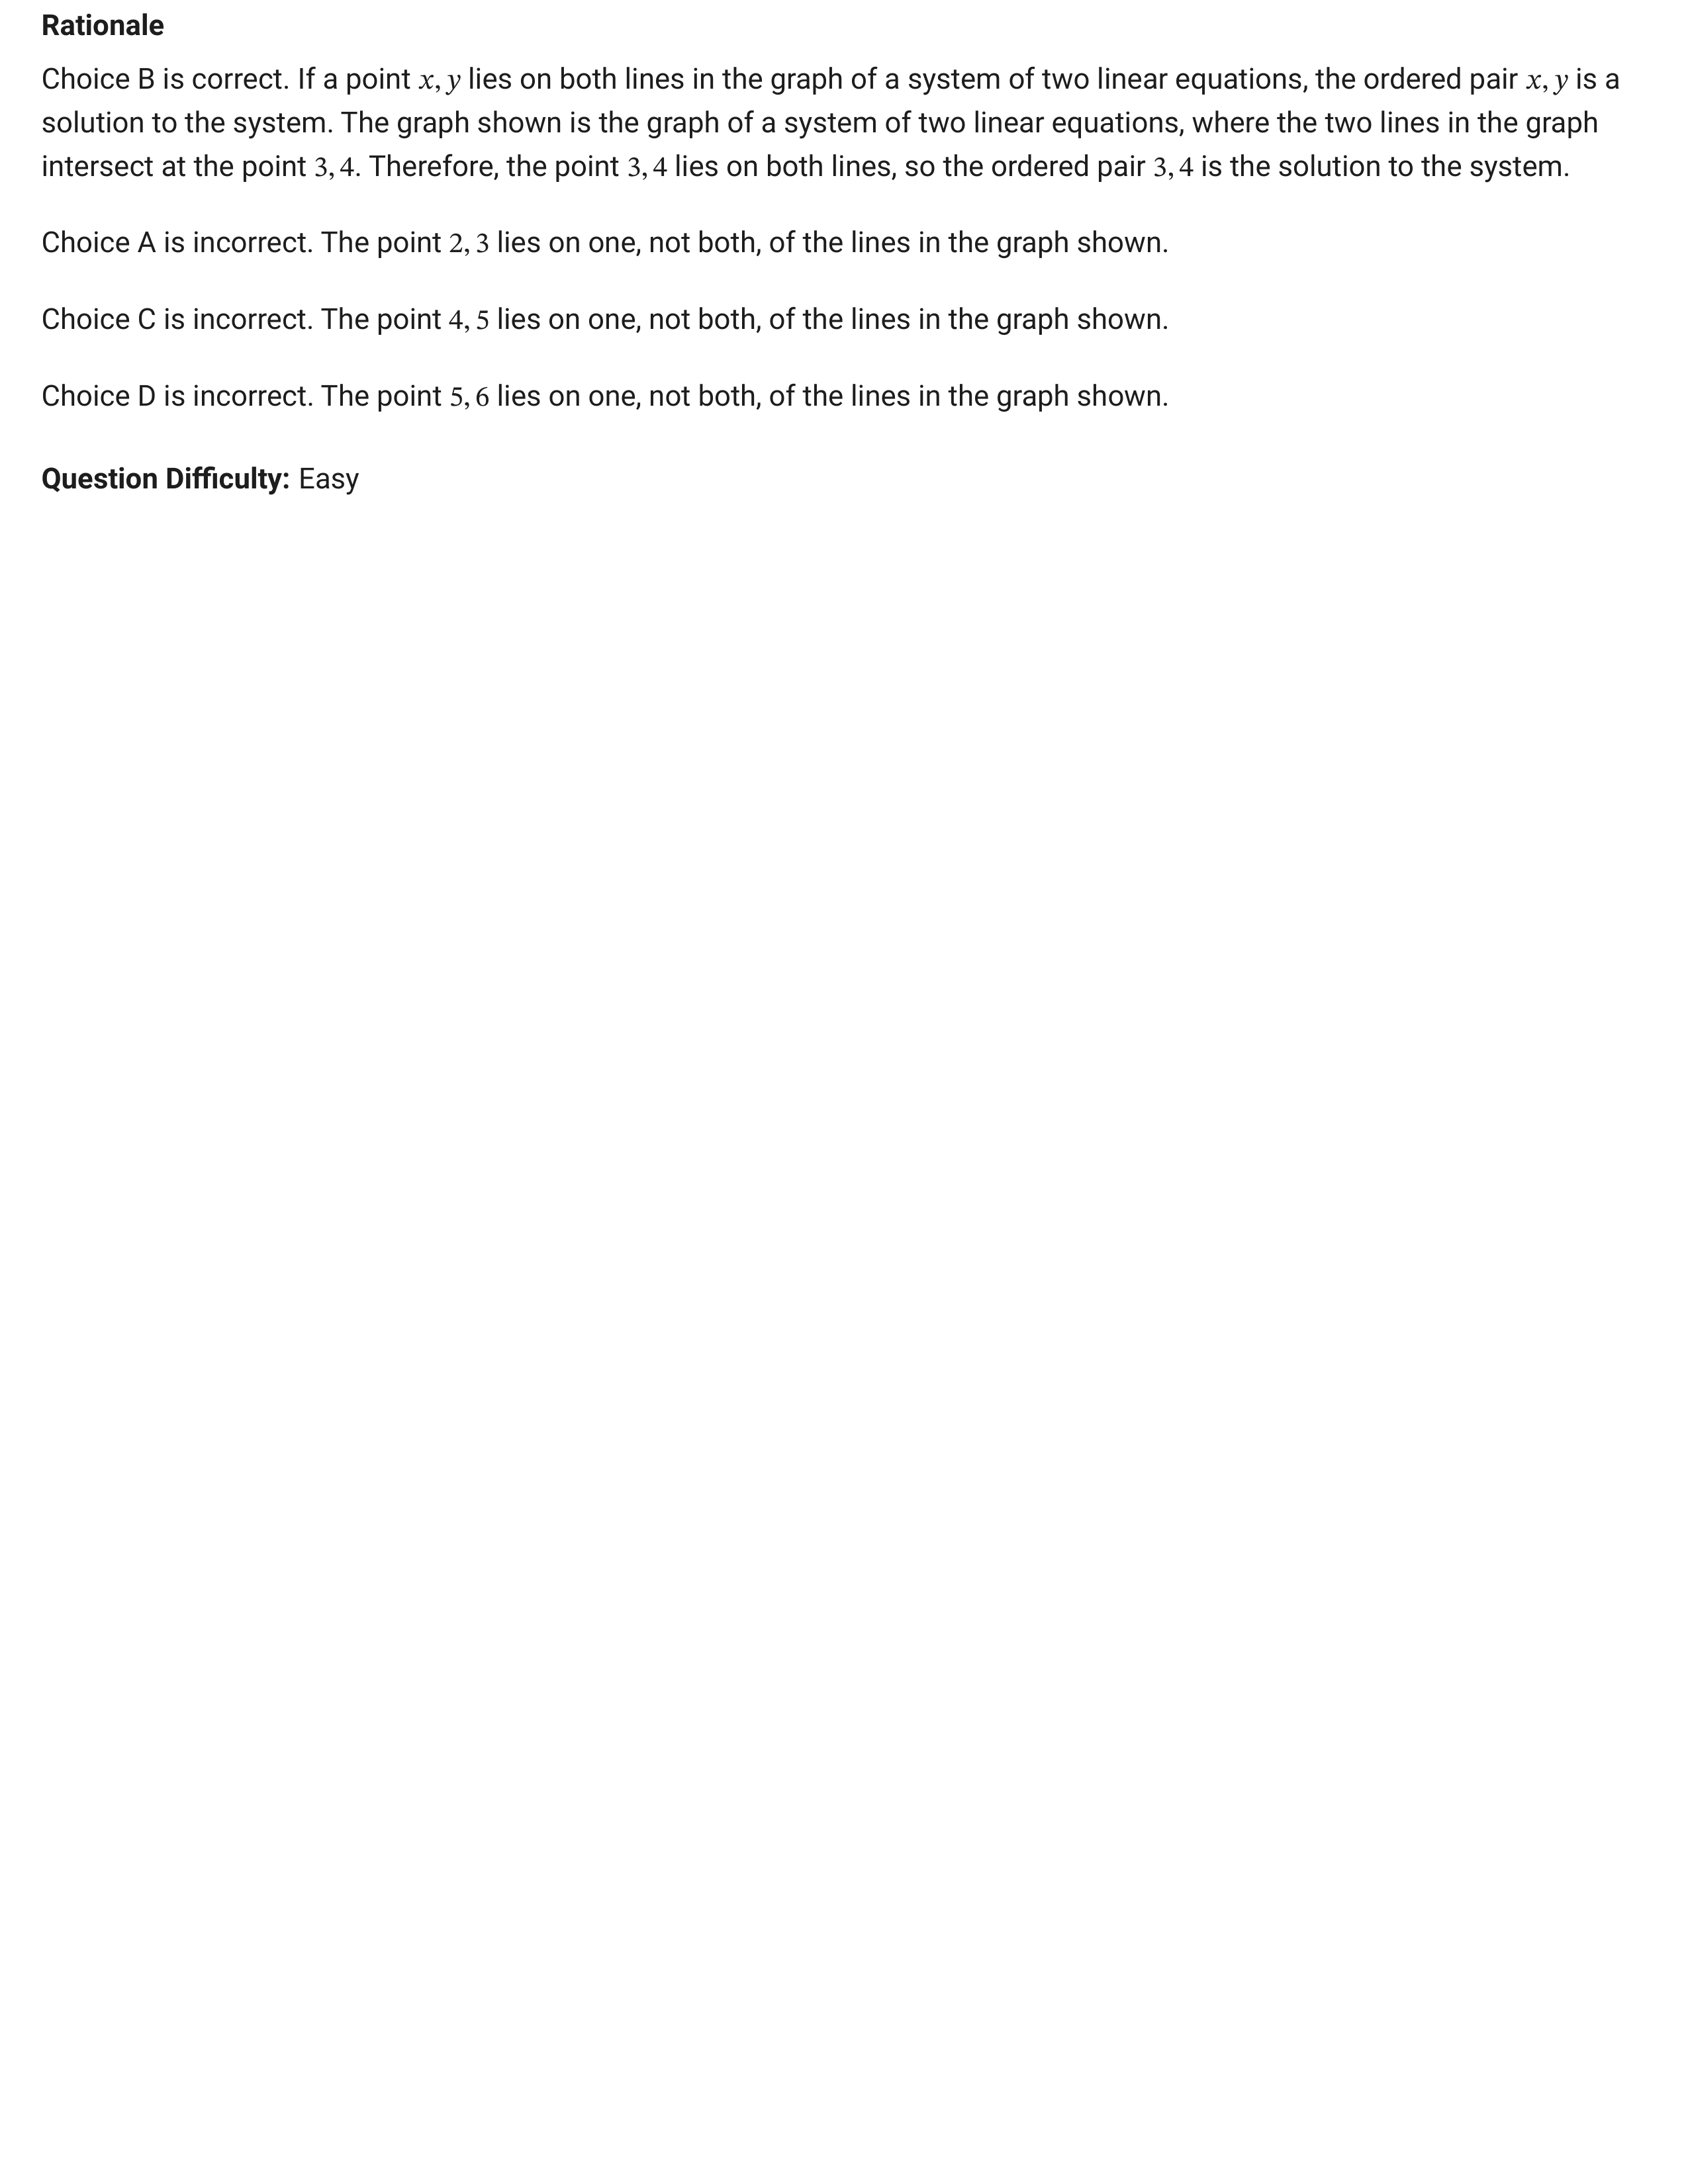 Rationale
Choice B is correct. If a point x, y lies on both lines in the graph of a system of two linear equations, the ordered pair x, y is a
solution to the system. The graph shown is the graph of a system of two linear equations, where the two lines in the graph
intersect at the point 3, 4. Therefore, the point 3, 4 lies on both lines, so the ordered pair 3, 4 is the solution to the system.
Choice A is incorrect. The point 2, 3 lies on one, not both, of the lines in the graph shown.
Choice C is incorrect. The point 4, 5 lies on one, not both, of the lines in the graph shown.
Choice D is incorrect. The point 5, 6 lies on one, not both, of the lines in the graph shown.
Question Difficulty: Easy